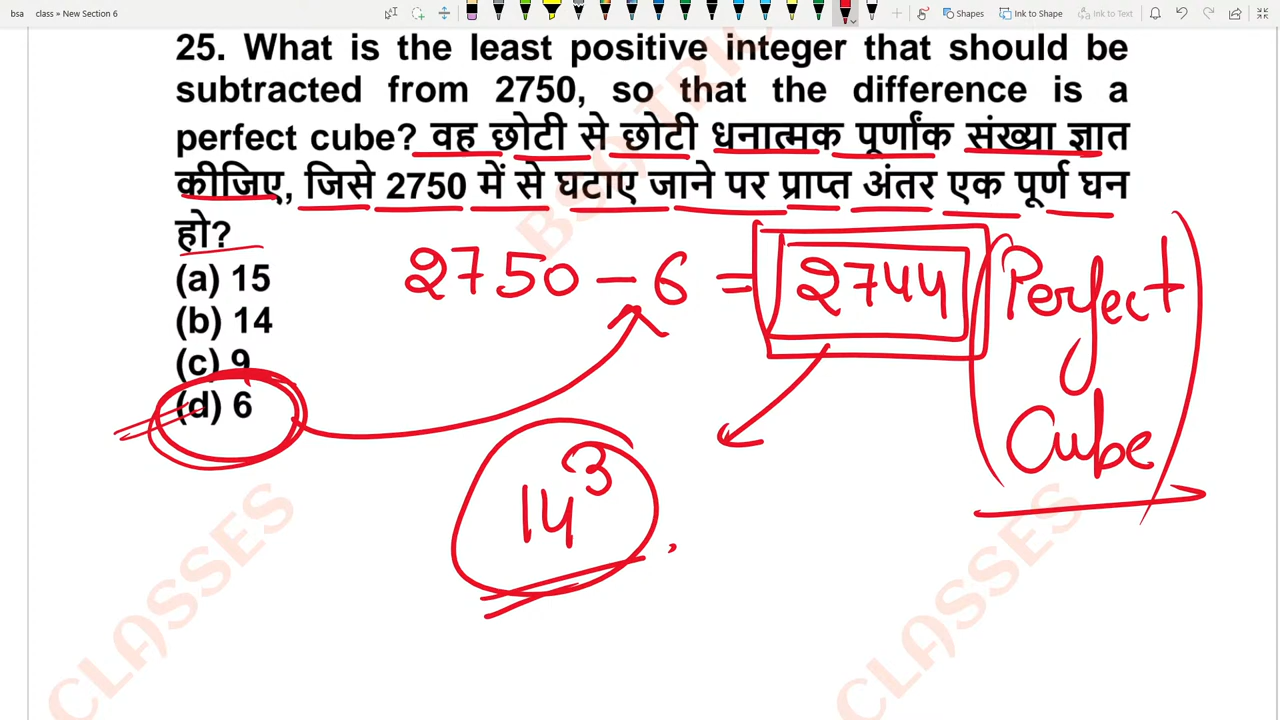 bsa class » New Section 6
Shapes Ink to Shape Ink to Text
25. What is the least positive integer that should be
subtracted from 2750, so that the difference is a
perfect cube? वह छोटी से छोटी धनात्मक पूर्णांक संख्या ज्ञात
कीजिए, जिसे 2750 में से घटाए जाने पर प्राप्त अंतर एक पूर्ण घन
हो?
(a) 15
(b) 14
(c) 9
(d) 6
2750 – 6 = 2744
Perfect
Cube
14³
CLASSES
CLASSES